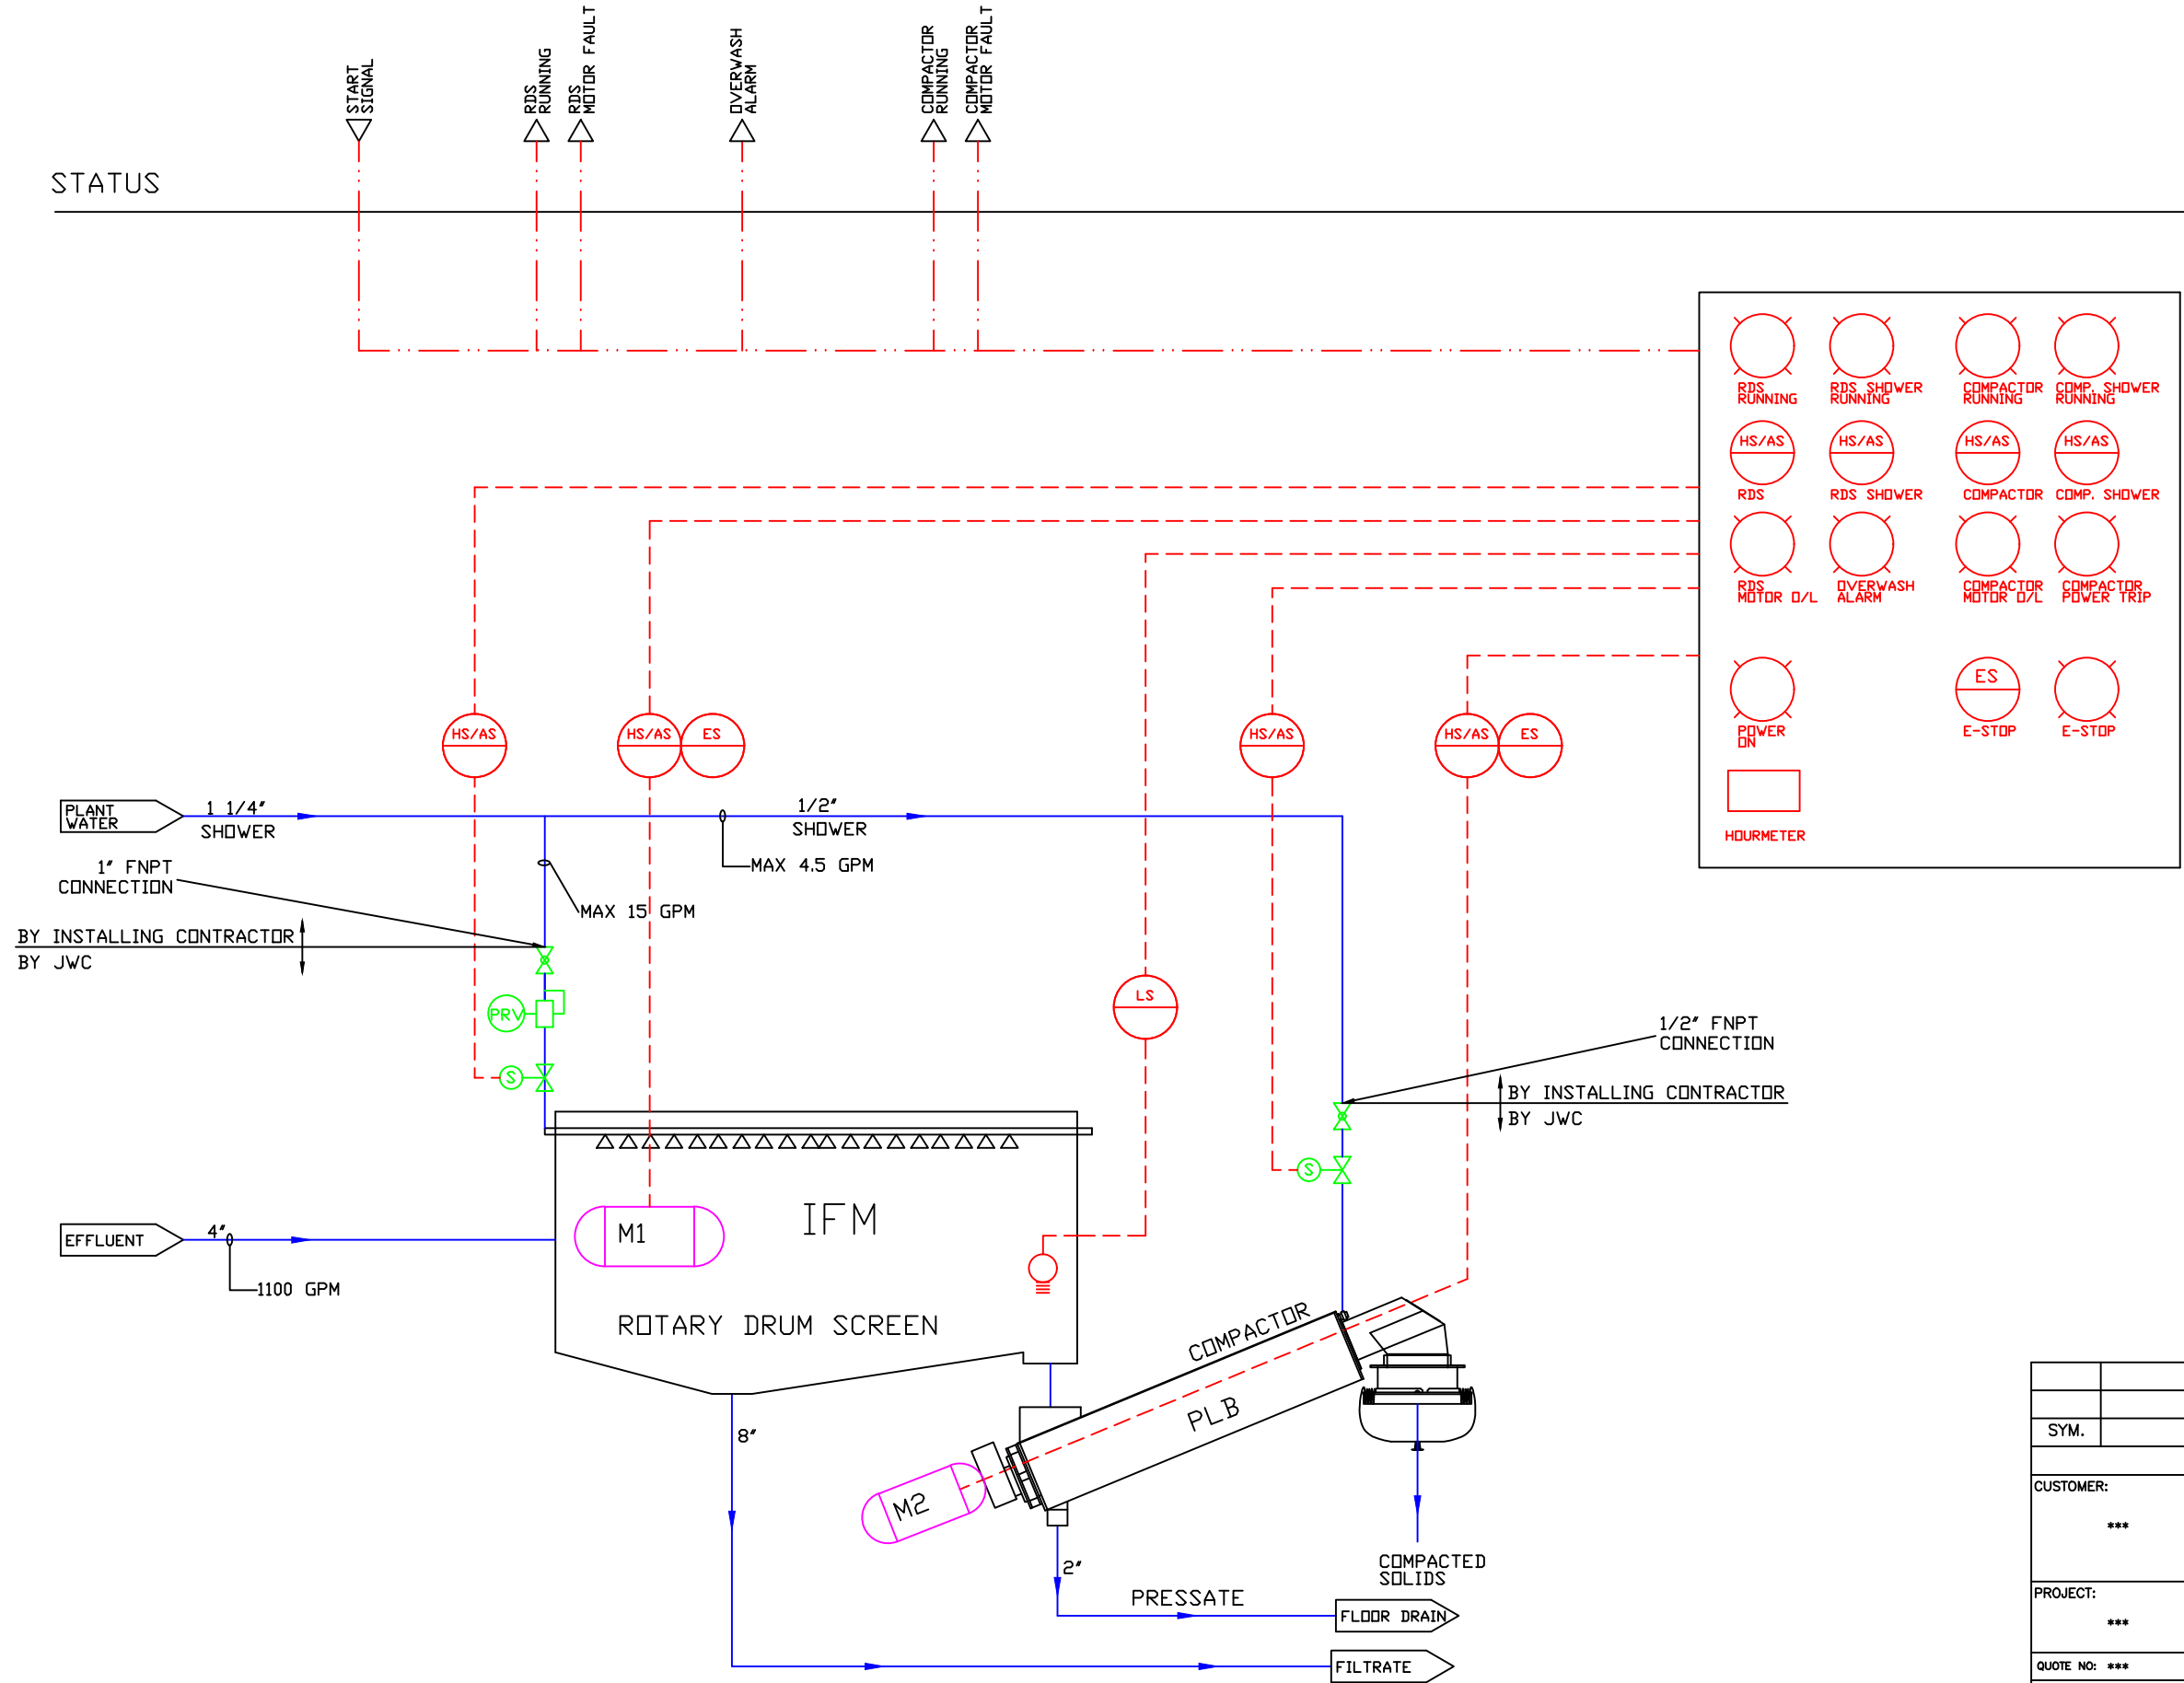 START
SIGNAL
RDS
RUNNING
RDS
MOTOR FAULT
OVERWASH
ALARM
COMPACTOR
RUNNING
COMPACTOR
MOTOR FAULT
STATUS
RDS
RUNNING
RDS SHOWER
RUNNING
COMPACTOR
RUNNING
COMP. SHOWER
RUNNING
HS/AS
HS/AS
HS/AS
HS/AS
RDS
RDS SHOWER
COMPACTOR
COMP. SHOWER
RDS
MOTOR O/L
OVERWASH
ALARM
COMPACTOR
MOTOR O/L
COMPACTOR
POWER TRIP
ES
POWER
ON
E-STOP
E-STOP
HOURMETER
HS/AS
HS/AS
ES
HS/AS
HS/AS
ES
PLANT
WATER
1 1/4"
SHOWER
1/2"
SHOWER
MAX 4.5 GPM
1" FNPT
CONNECTION
MAX 15 GPM
BY INSTALLING CONTRACTOR
BY JWC
PRV
S
LS
1/2" FNPT
CONNECTION
BY INSTALLING CONTRACTOR
BY JWC
S
EFFLUENT
4"
1100 GPM
M1
IFM
ROTARY DRUM SCREEN
COMPACTOR
PLB
M2
8"
2"
PRESSATE
COMPACTED
SOLIDS
FLOOR DRAIN
FILTRATE
SYM.
CUSTOMER:
***
PROJECT:
***
QUOTE NO: ***